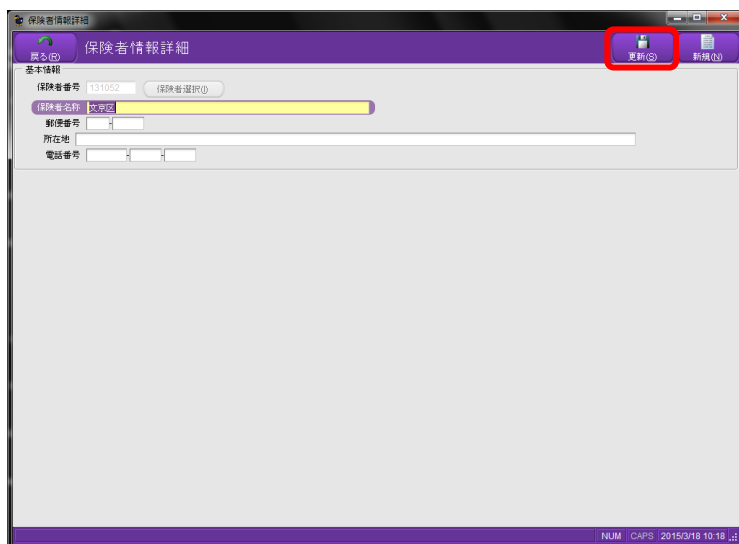 保険者情報詳細
戻る(R) 保険者情報詳細 更新(S) 新規(N)
基本情報
保険者番号 131052 保険者選択(I)
保険者名称 文京区
郵便番号 -
所在地
電話番号 - -
NUM CAPS 2015/3/18 10:18